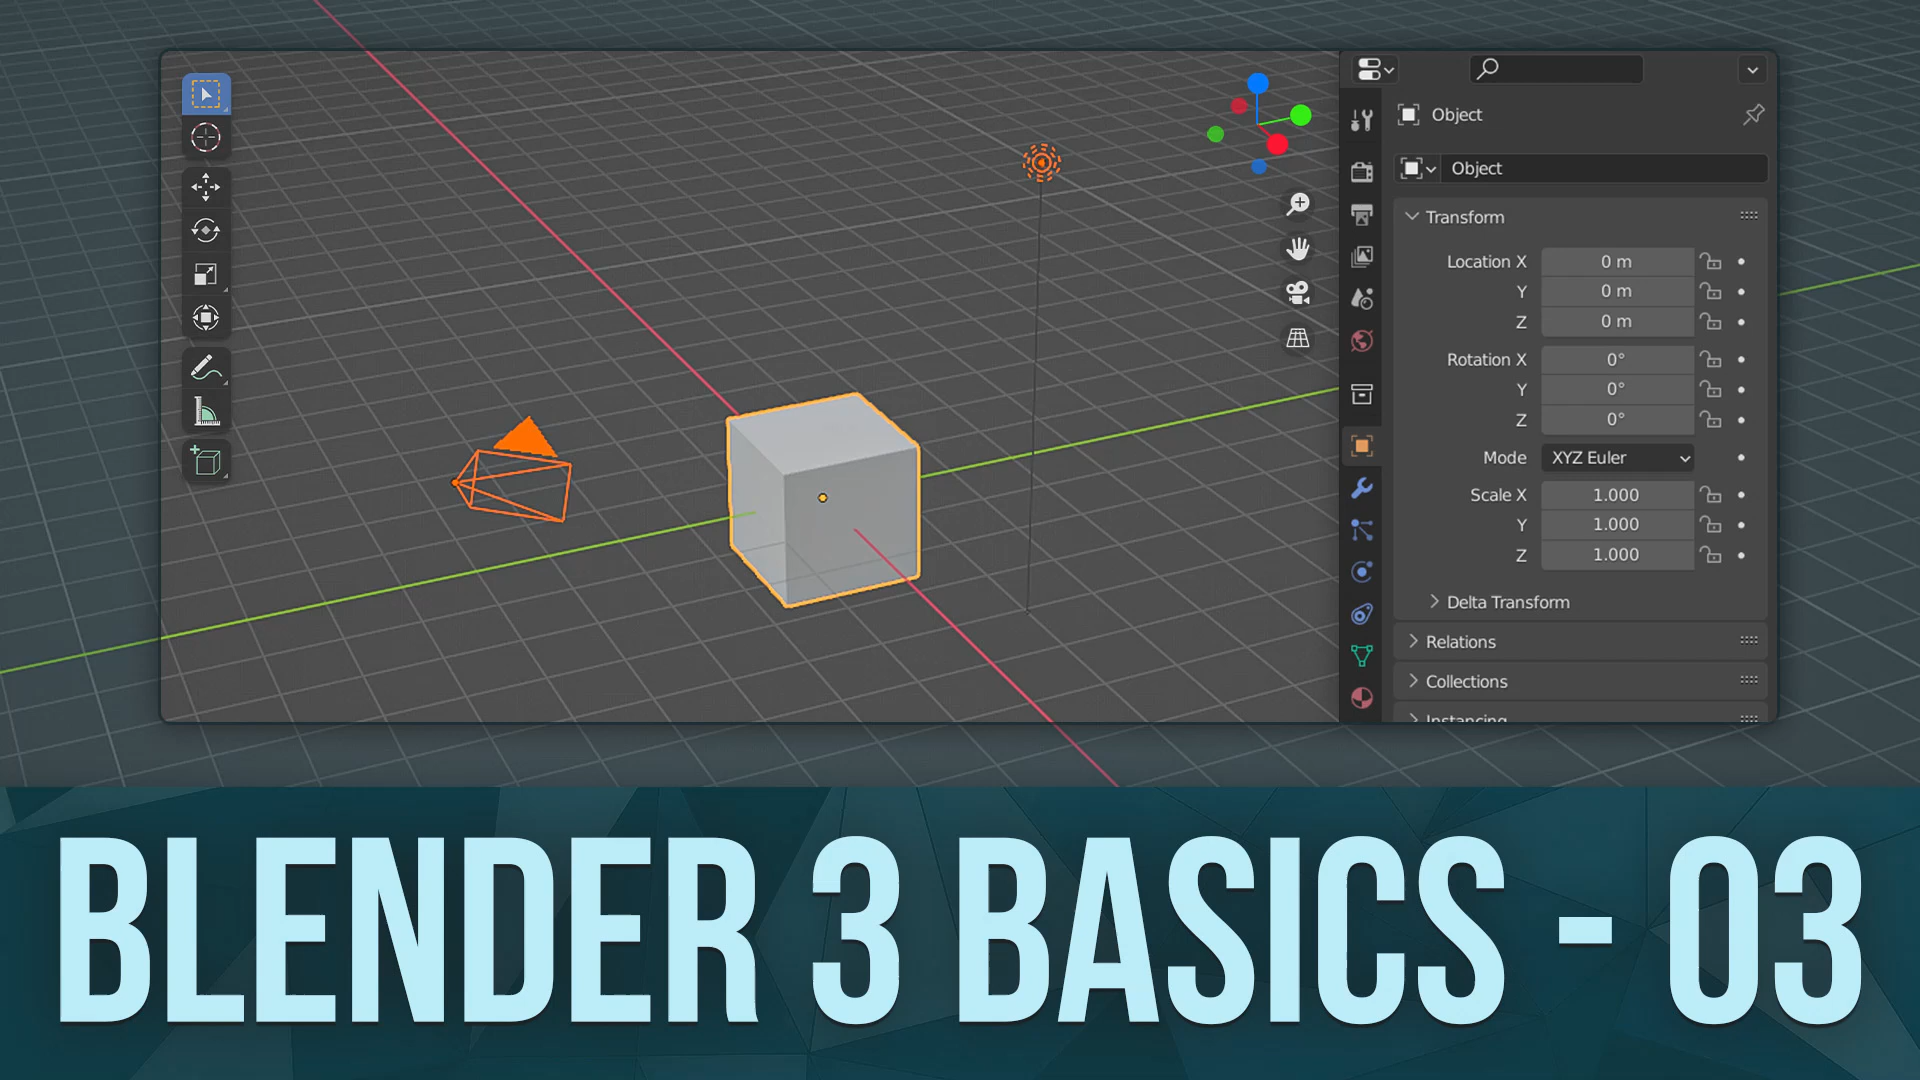 Object
Object
Transform
Location X 0 m
Y 0 m
Z 0 m
Rotation X 0°
Y 0°
Z 0°
Mode XYZ Euler
Scale X 1.000
Y 1.000
Z 1.000
Delta Transform
Relations
Collections
Instancing
BLENDER 3 BASICS - 03